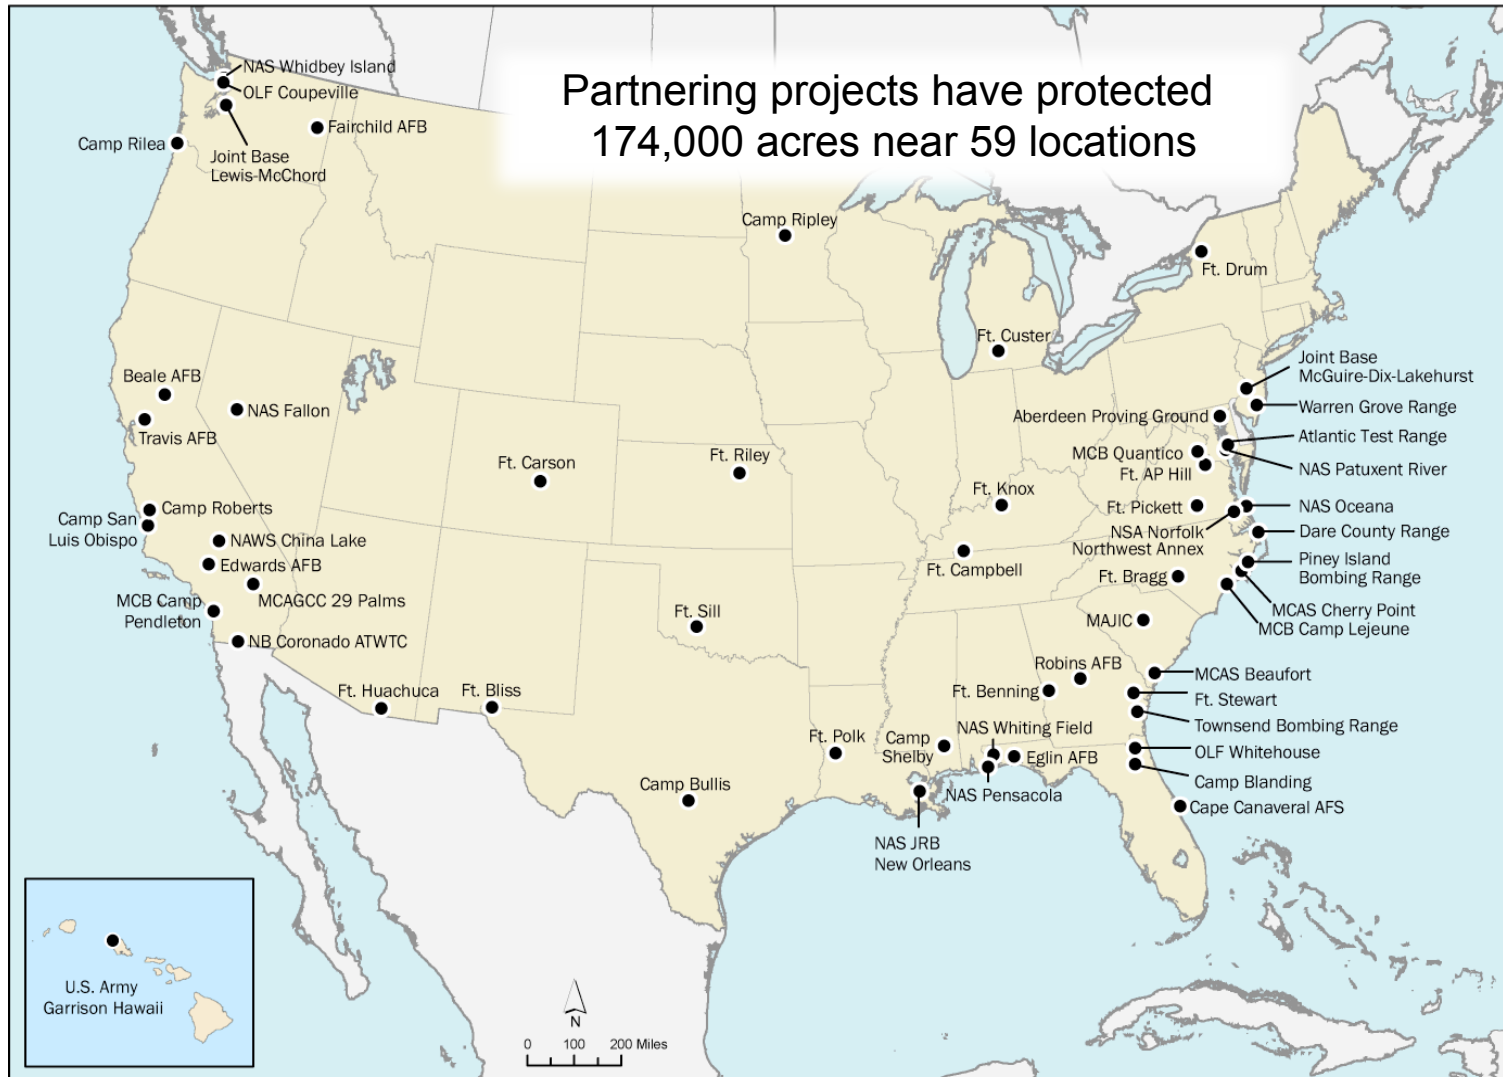 Partnering projects have protected
174,000 acres near 59 locations
NAS Whidbey Island
OLF Coupeville
Fairchild AFB
Camp Rilea
Joint Base
Lewis-McChord
Camp Ripley
Ft. Drum
Ft. Custer
Joint Base
McGuire-Dix-Lakehurst
Beale AFB
NAS Fallon
Warren Grove Range
Aberdeen Proving Ground
Travis AFB
Atlantic Test Range
MCB Quantico
Ft. Carson
Ft. Riley
NAS Patuxent River
Ft. AP Hill
Ft. Knox
Camp Roberts
Ft. Pickett
NAS Oceana
Camp San
Luis Obispo
NSA Norfolk
Northwest Annex
Dare County Range
NAWS China Lake
Edwards AFB
Ft. Campbell
Ft. Bragg
Piney Island
Bombing Range
MCAGCC 29 Palms
MCB Camp
Pendleton
Ft. Sill
MCAS Cherry Point
MAJIC
MCB Camp Lejeune
NB Coronado ATWTC
Robins AFB
MCAS Beaufort
Ft. Huachuca
Ft. Bliss
Ft. Benning
Ft. Stewart
NAS Whiting Field
Townsend Bombing Range
Ft. Polk
Camp
Shelby
Eglin AFB
OLF Whitehouse
Camp Bullis
NAS Pensacola
Camp Blanding
Cape Canaveral AFS
NAS JRB
New Orleans
U.S. Army
Garrison Hawaii
N
0 100 200 Miles